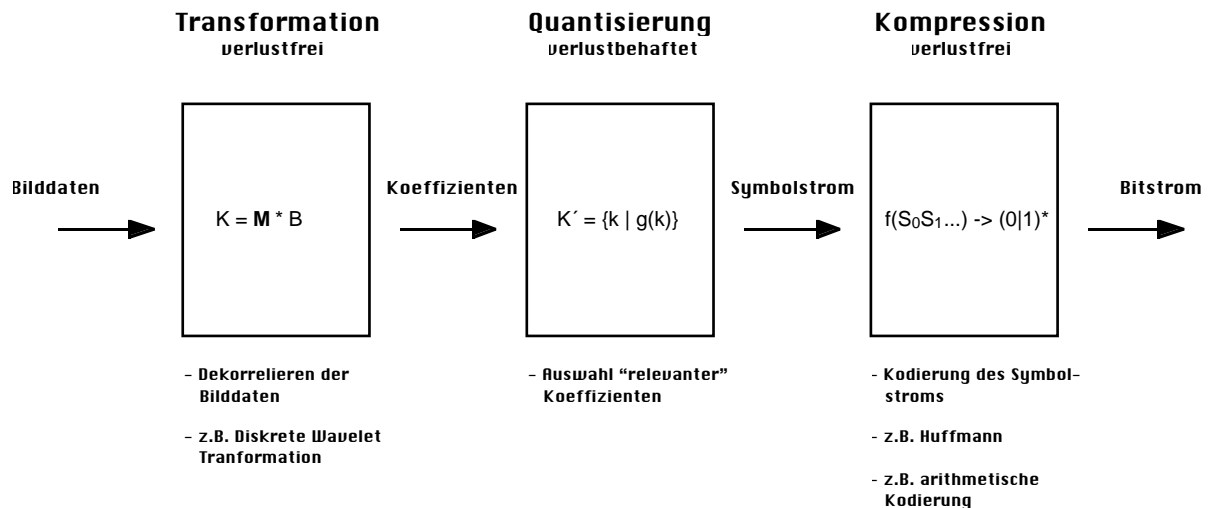 Transformation
verlustfrei
Quantisierung
verlustbehaftet
Kompression
verlustfrei
Bilddaten
K = M * B
Koeffizienten
K´ = {k | g(k)}
Symbolstrom
f(S₀S₁...) -> (0|1)*
Bitstrom
- Dekorrelieren der
Bilddaten
- z.B. Diskrete Wavelet
Tranformation
- Auswahl “relevanter”
Koeffizienten
- Kodierung des Symbol-
stroms
- z.B. Huffmann
- z.B. arithmetische
Kodierung